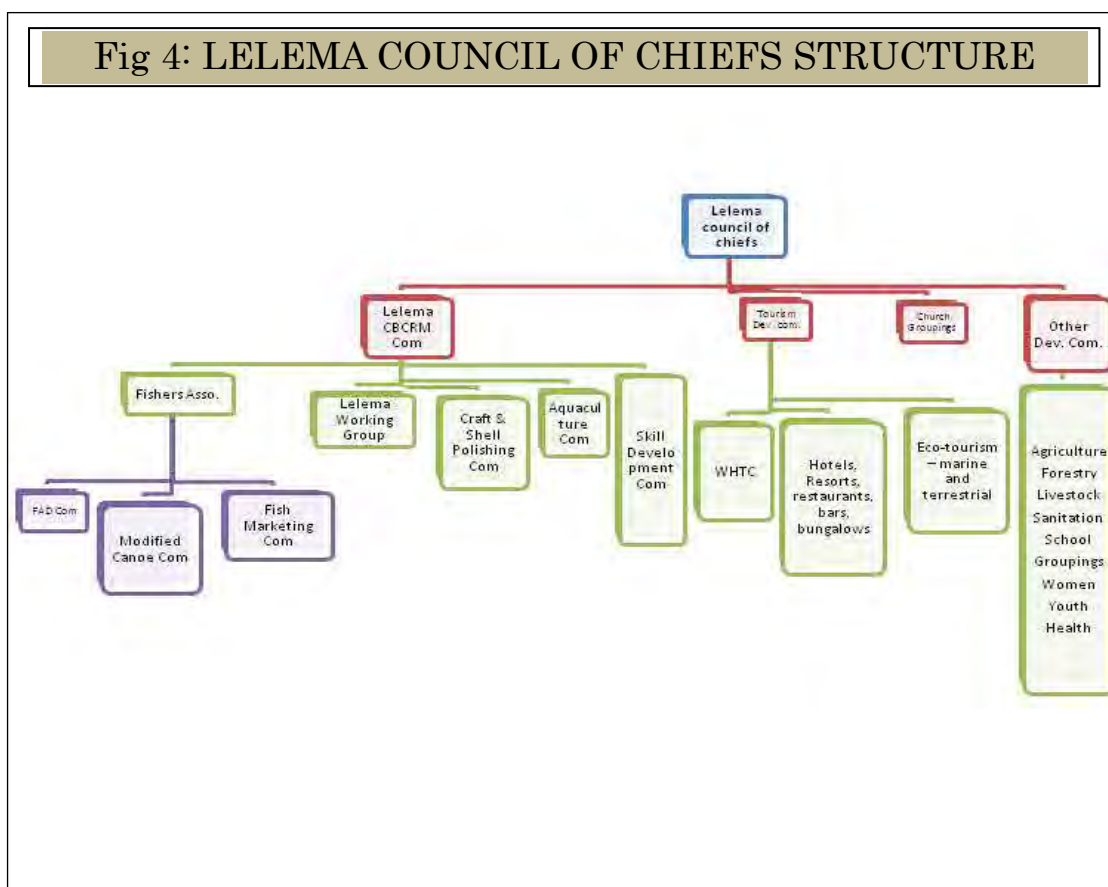 Fig 4: LELEMA COUNCIL OF CHIEFS STRUCTURE
Lelema
council of
chiefs
Lelema
CBCRM
Com
Tourism
Dev. com.
Church
Groupings
Other
Dev. Com.
Fishers Asso.
Lelema
Working
Group
Craft &
Shell
Polishing
Com
Aquacul
ture
Com
Skill
Develo
pment
Com
WHTC
Hotels,
Resorts,
restaurants,
bars,
bungalows
Eco-tourism
– marine
and
terrestrial
Agriculture
Forestry
Livestock
Sanitation
School
Groupings
Women
Youth
Health
FAD Com
Modified
Canoe Com
Fish
Marketing
Com